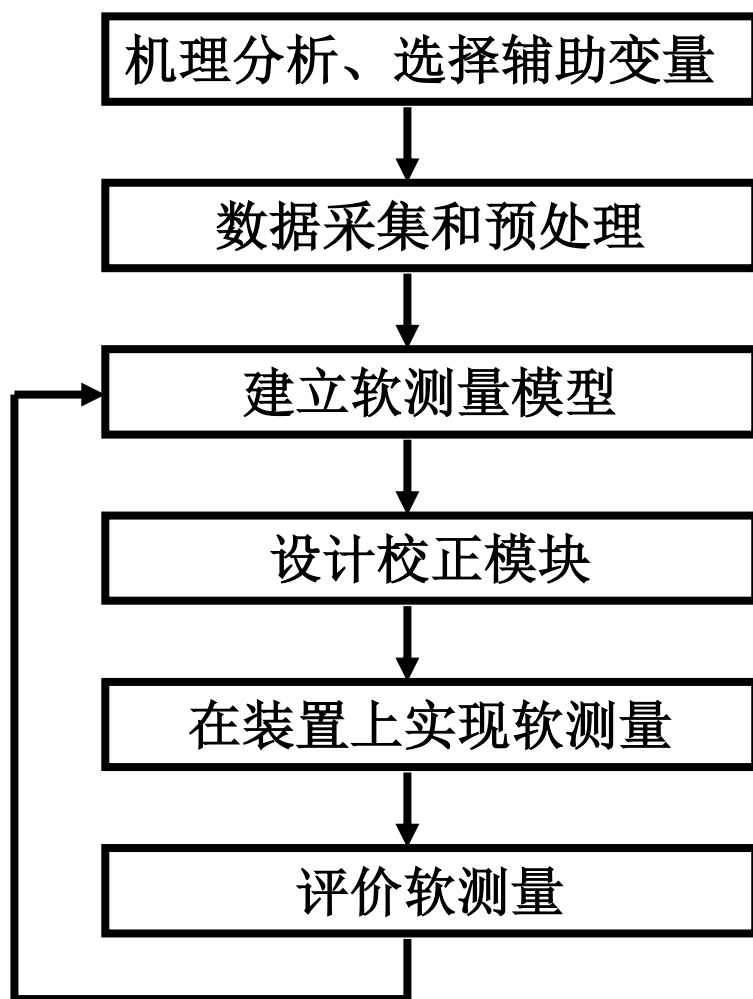 机理分析、选择辅助变量
数据采集和预处理
建立软测量模型
设计校正模块
在装置上实现软测量
评价软测量